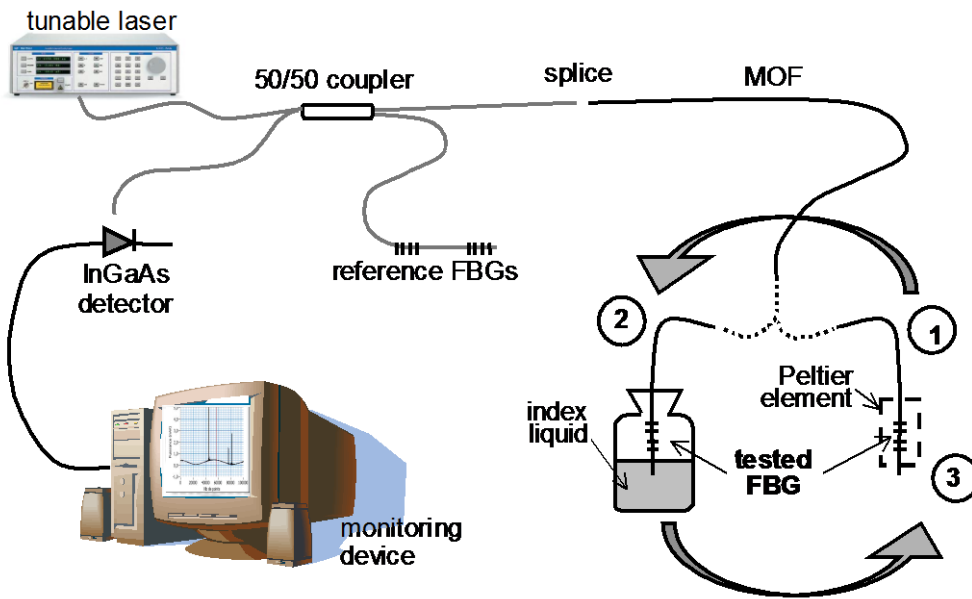 tunable laser
50/50 coupler
splice
MOF
InGaAs
detector
reference FBGs
2
1
Peltier
element
index
liquid
tested
FBG
3
monitoring
device